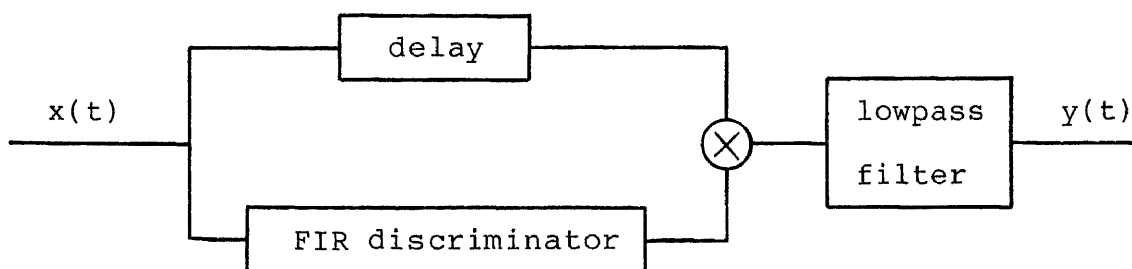 delay
x(t)
lowpass
filter
y(t)
FIR discriminator